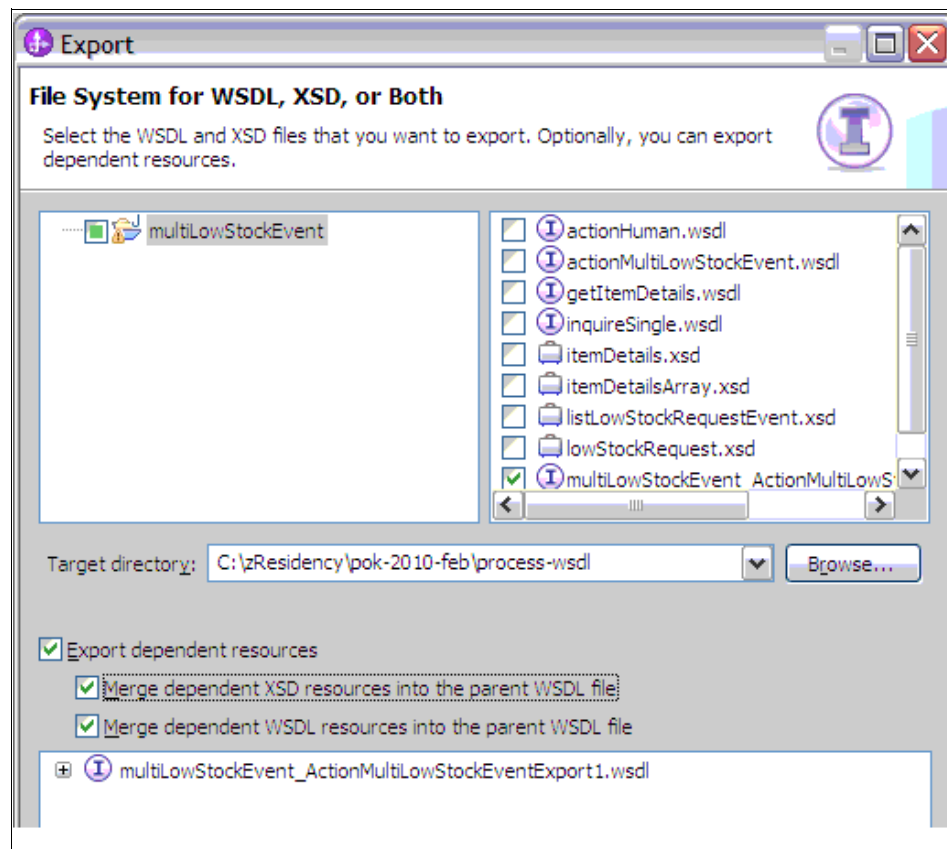 Export
File System for WSDL, XSD, or Both
Select the WSDL and XSD files that you want to export. Optionally, you can export
dependent resources.
multiLowStockEvent
actionHuman.wsdl
actionMultiLowStockEvent.wsdl
getItemDetails.wsdl
inquireSingle.wsdl
itemDetails.xsd
itemDetailsArray.xsd
listLowStockRequestEvent.xsd
lowStockRequest.xsd
multiLowStockEvent_ActionMultiLowS
Target directory: C:\zResidency\pok-2010-feb\process-wsdl Browse...
Export dependent resources
Merge dependent XSD resources into the parent WSDL file
Merge dependent WSDL resources into the parent WSDL file
multiLowStockEvent_ActionMultiLowStockEventExport1.wsdl